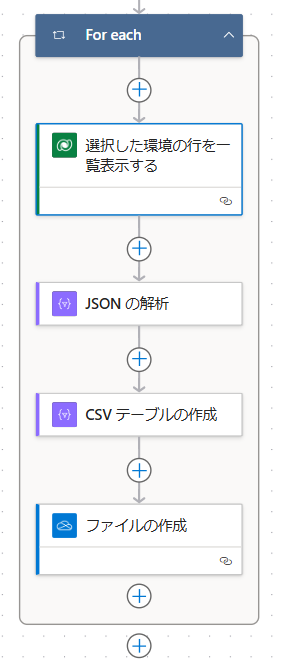 For each
選択した環境の行を一
覧表示する
JSON の解析
CSV テーブルの作成
ファイルの作成